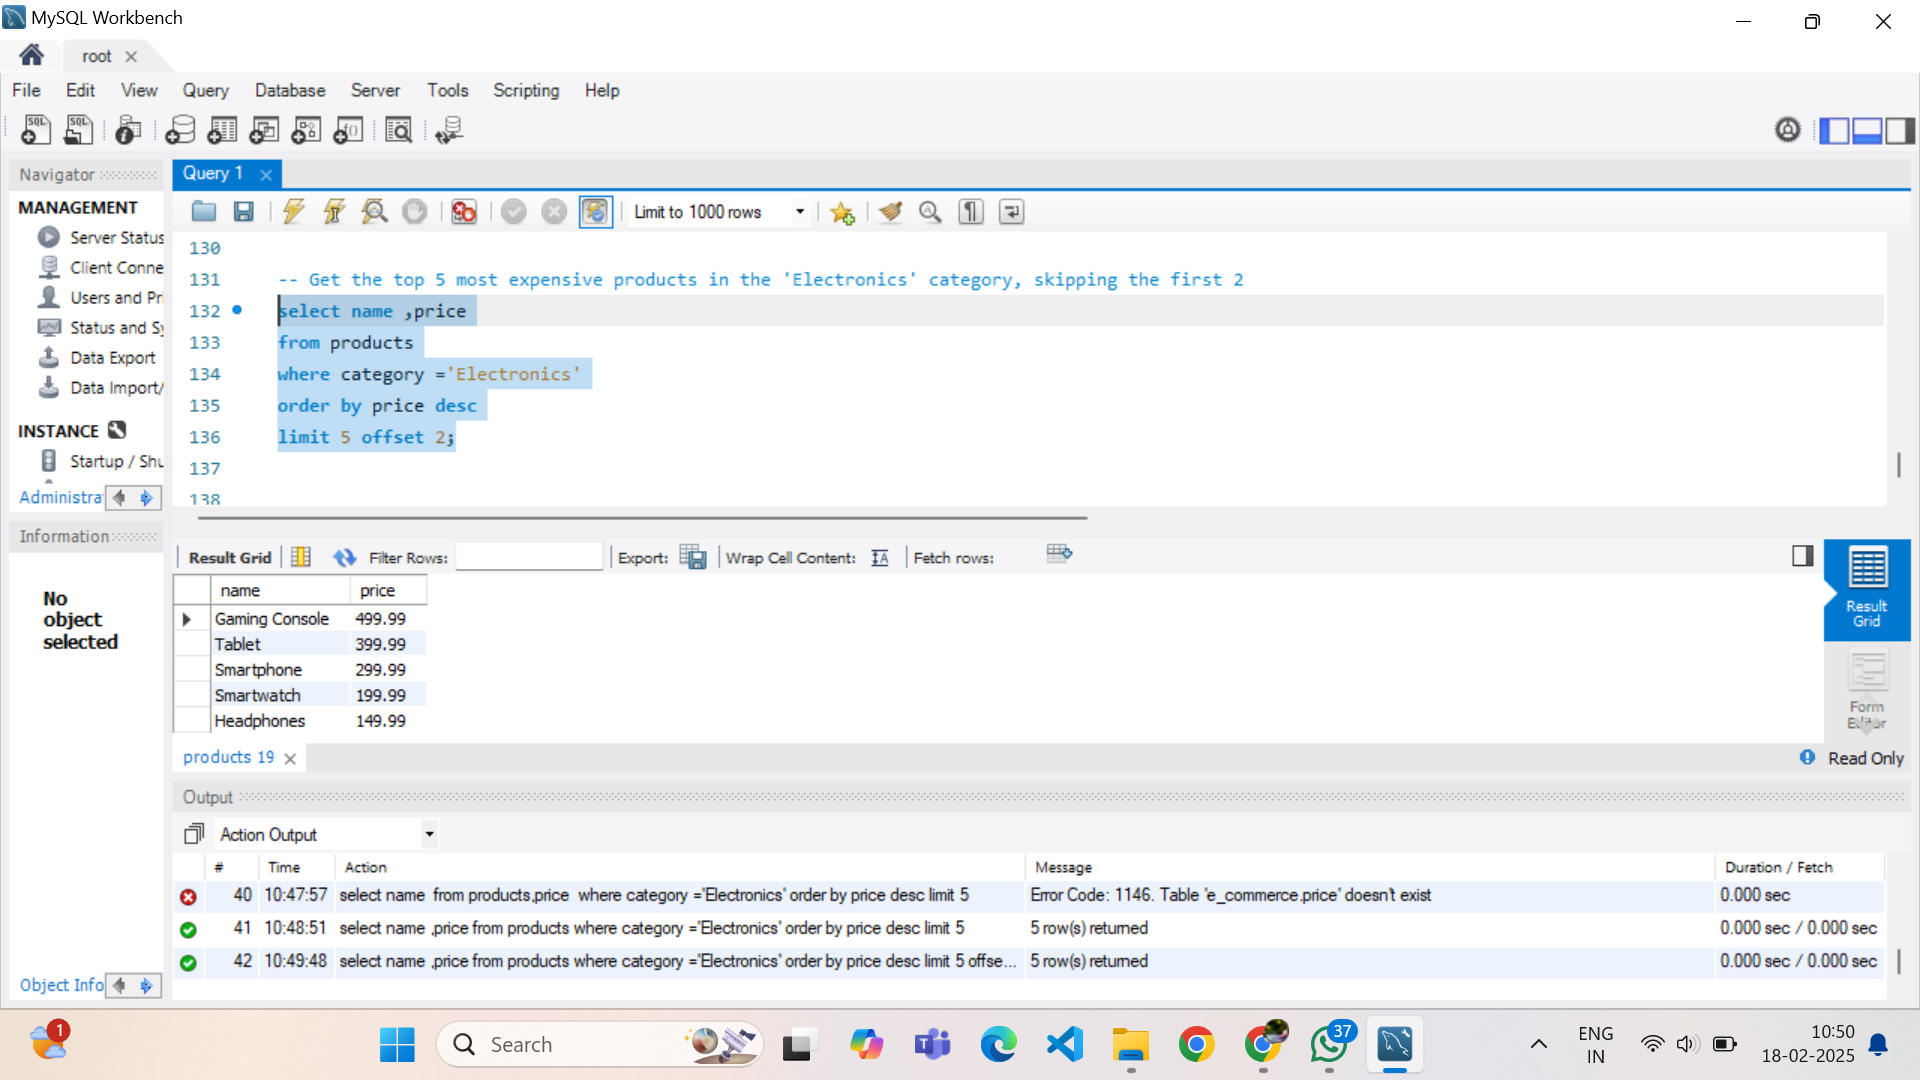 MySQL Workbench
root
File Edit View Query Database Server Tools Scripting Help
Navigator
Query 1
MANAGEMENT
Server Status
Client Conne
Users and Pri
Status and Sy
Data Export
Data Import/
INSTANCE
Startup / Shu
Administra
Information
No
object
selected
Object Info
Limit to 1000 rows
130
131 -- Get the top 5 most expensive products in the 'Electronics' category, skipping the first 2
132 select name ,price
133 from products
134 where category ='Electronics'
135 order by price desc
136 limit 5 offset 2;
137
138
Result Grid Filter Rows: Export: Wrap Cell Content: Fetch rows:
name price
Gaming Console 499.99
Tablet 399.99
Smartphone 299.99
Smartwatch 199.99
Headphones 149.99
Result
Grid
Form
Editor
products 19
Read Only
Output
Action Output
# Time Action Message Duration / Fetch
40 10:47:57 select name from products,price where category ='Electronics' order by price desc limit 5 Error Code: 1146. Table 'e_commerce.price' doesn't exist 0.000 sec
41 10:48:51 select name ,price from products where category ='Electronics' order by price desc limit 5 5 row(s) returned 0.000 sec / 0.000 sec
42 10:49:48 select name ,price from products where category ='Electronics' order by price desc limit 5 offse... 5 row(s) returned 0.000 sec / 0.000 sec
1
Search
37
ENG
IN
10:50
18-02-2025